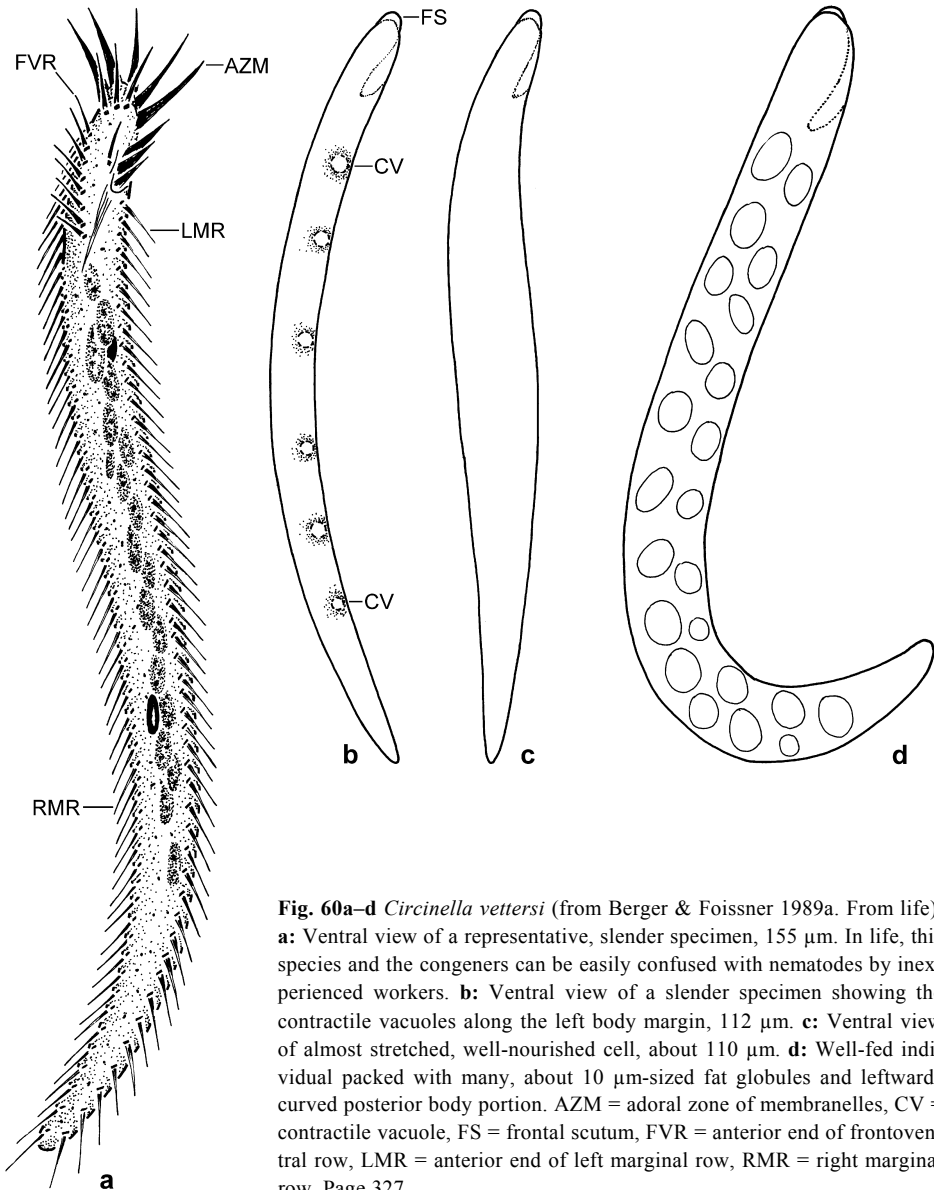 FS
FVR
AZM
CV
LMR
CV
b
c
d
RMR
a
Fig. 60a–d Circinella vettersi (from Berger & Foissner 1989a. From life)
a: Ventral view of a representative, slender specimen, 155 µm. In life, thi
species and the congeners can be easily confused with nematodes by inex
perienced workers. b: Ventral view of a slender specimen showing th
contractile vacuoles along the left body margin, 112 µm. c: Ventral view
of almost stretched, well-nourished cell, about 110 µm. d: Well-fed indi
vidual packed with many, about 10 µm-sized fat globules and leftward
curved posterior body portion. AZM = adoral zone of membranelles, CV =
contractile vacuole, FS = frontal scutum, FVR = anterior end of frontoven
tral row, LMR = anterior end of left marginal row, RMR = right margina
row. Page 327.